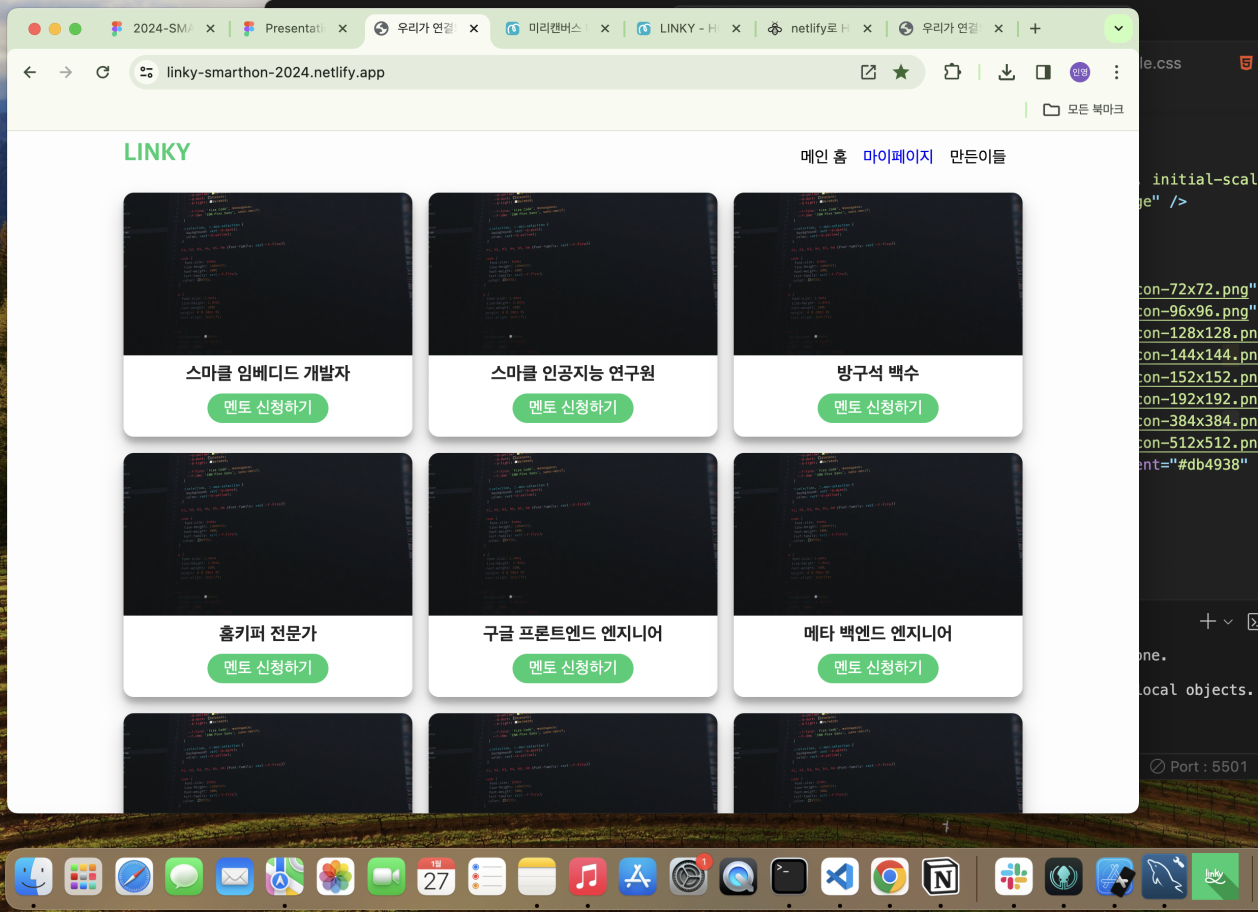 2024-SMA
Presentati
우리가 연결
미리캔버스
LINKY - H
netlify로 H
우리가 연결
linky-smarthon-2024.netlify.app
인영
모든 북마크
LINKY
메인 홈 마이페이지 만든이들
스마클 임베디드 개발자
멘토 신청하기
스마클 인공지능 연구원
멘토 신청하기
방구석 백수
멘토 신청하기
홈키퍼 전문가
멘토 신청하기
구글 프론트엔드 엔지니어
멘토 신청하기
메타 백엔드 엔지니어
멘토 신청하기
le.css
initial-scal
ge" />
con-72x72.png"
con-96x96.png"
con-128x128.pn
con-144x144.pn
con-152x152.pn
con-192x192.pn
con-384x384.pn
con-512x512.pn
ent="#db4938"
one.
local objects.
Port : 5501
1월
27
1
linky